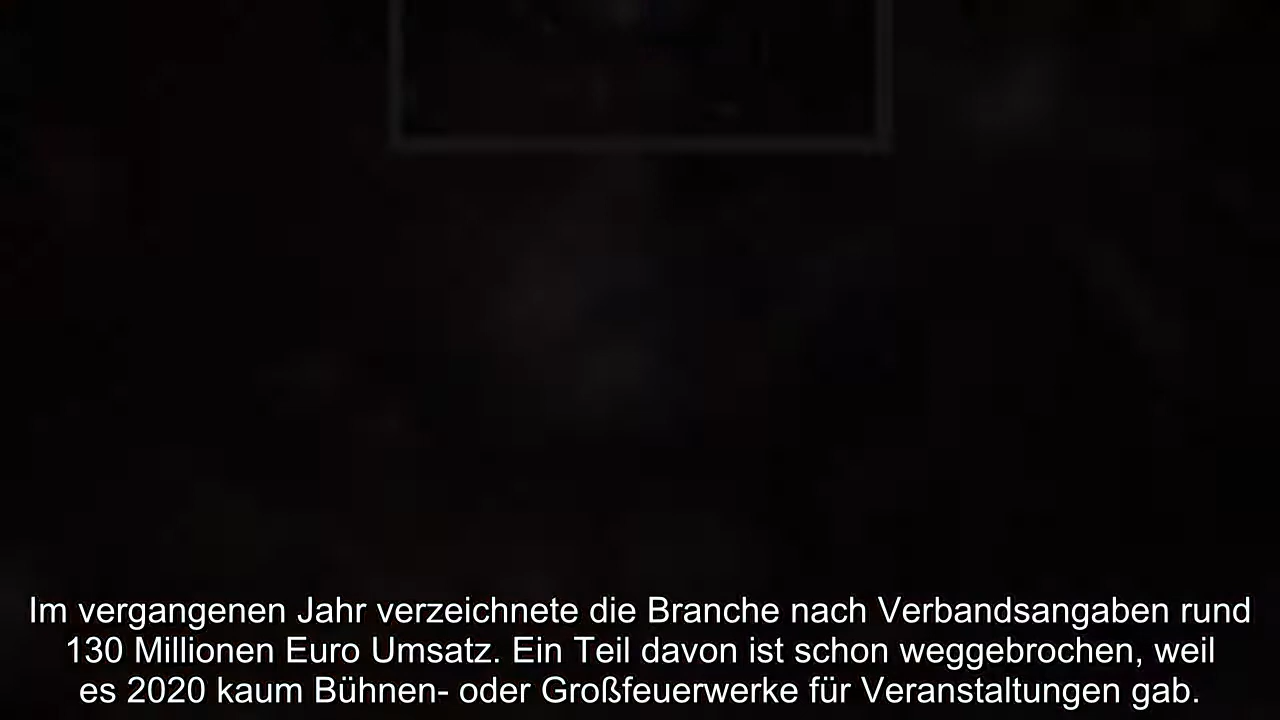 Im vergangenen Jahr verzeichnete die Branche nach Verbandsangaben rund
130 Millionen Euro Umsatz. Ein Teil davon ist schon weggebrochen, weil
es 2020 kaum Bühnen- oder Großfeuerwerke für Veranstaltungen gab.